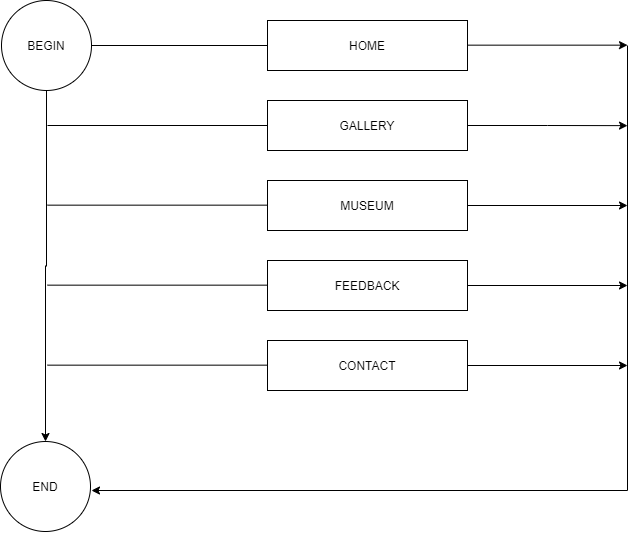 BEGIN
HOME
GALLERY
MUSEUM
FEEDBACK
CONTACT
END